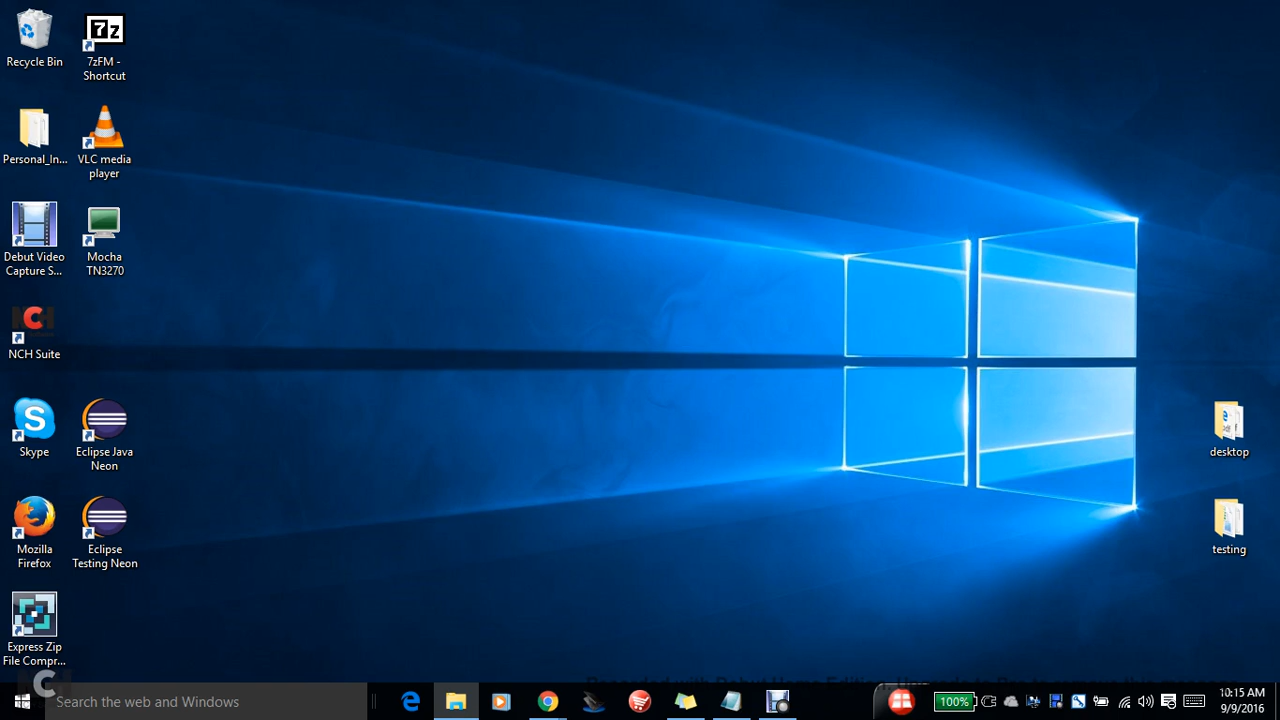 Recycle Bin
7z
7zFM -
Shortcut
Personal_In...
VLC media
player
Debut Video
Capture S...
Mocha
TN3270
NCH
NCH Suite
Skype
Eclipse Java
Neon
desktop
Mozilla
Firefox
Eclipse
Testing Neon
testing
Express Zip
File Compr...
Search the web and Windows
100%
10:15 AM
9/9/2016